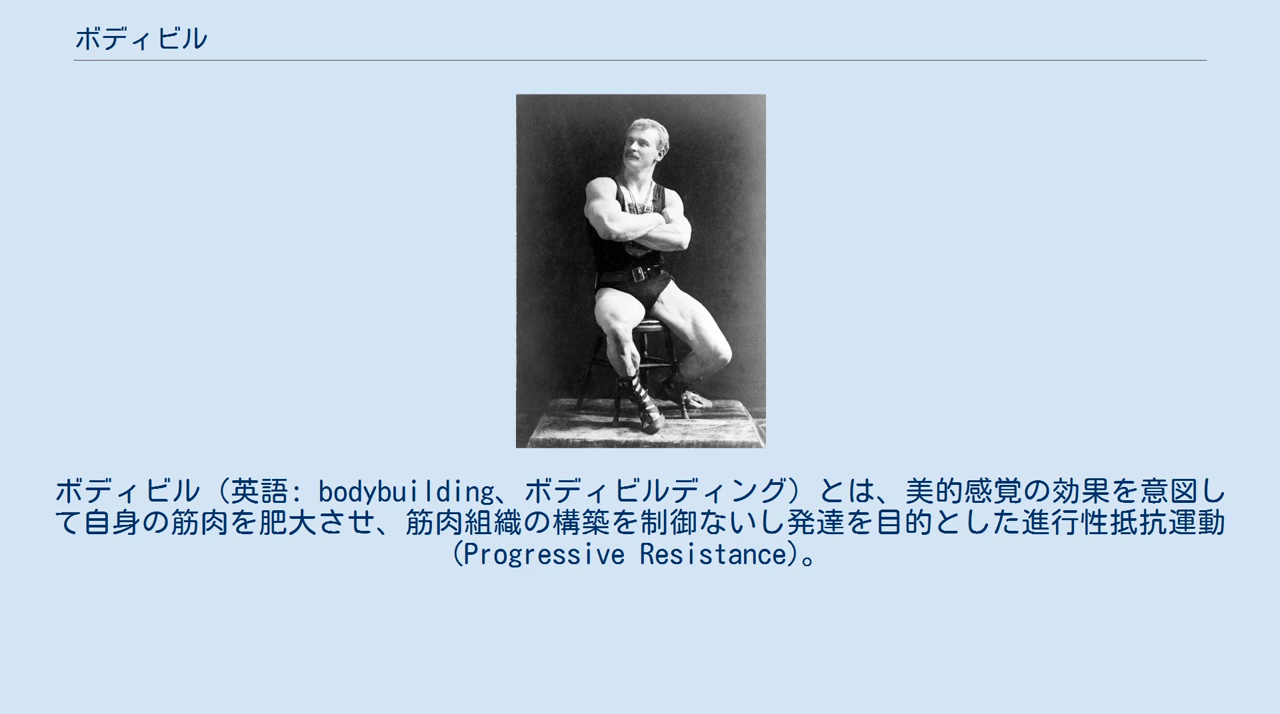 ボディビル
ボディビル（英語: bodybuilding、ボディビルディング）とは、美的感覚の効果を意図し
て自身の筋肉を肥大させ、筋肉組織の構築を制御ないし発達を目的とした進行性抵抗運動
(Progressive Resistance)。